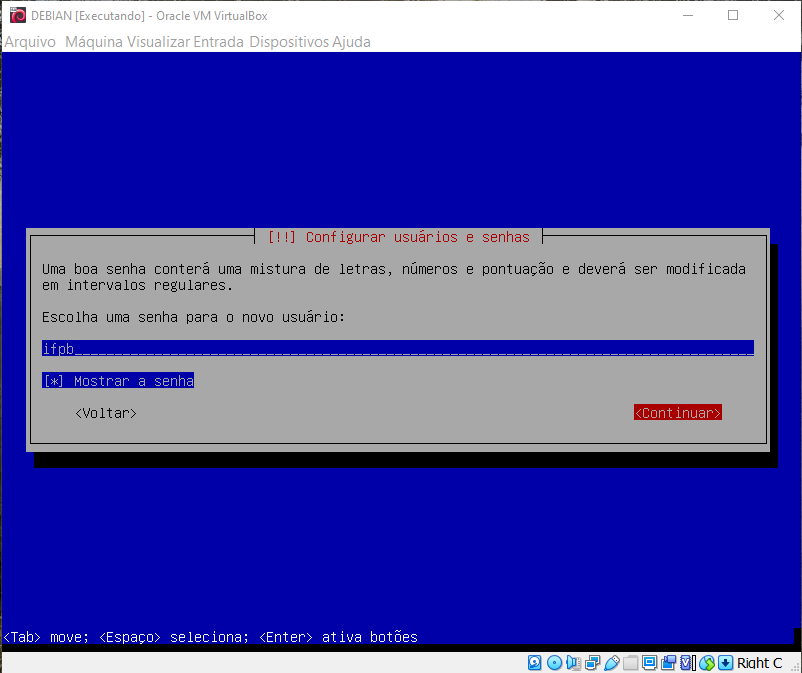 DEBIAN [Executando] - Oracle VM VirtualBox
Arquivo Máquina Visualizar Entrada Dispositivos Ajuda
[!!] Configurar usuários e senhas
Uma boa senha conterá uma mistura de letras, números e pontuação e deverá ser modificada
em intervalos regulares.
Escolha uma senha para o novo usuário:
ifpb
[*] Mostrar a senha
<Voltar> <Continuar>
<Tab> move; <Espaço> seleciona; <Enter> ativa botões
Right C